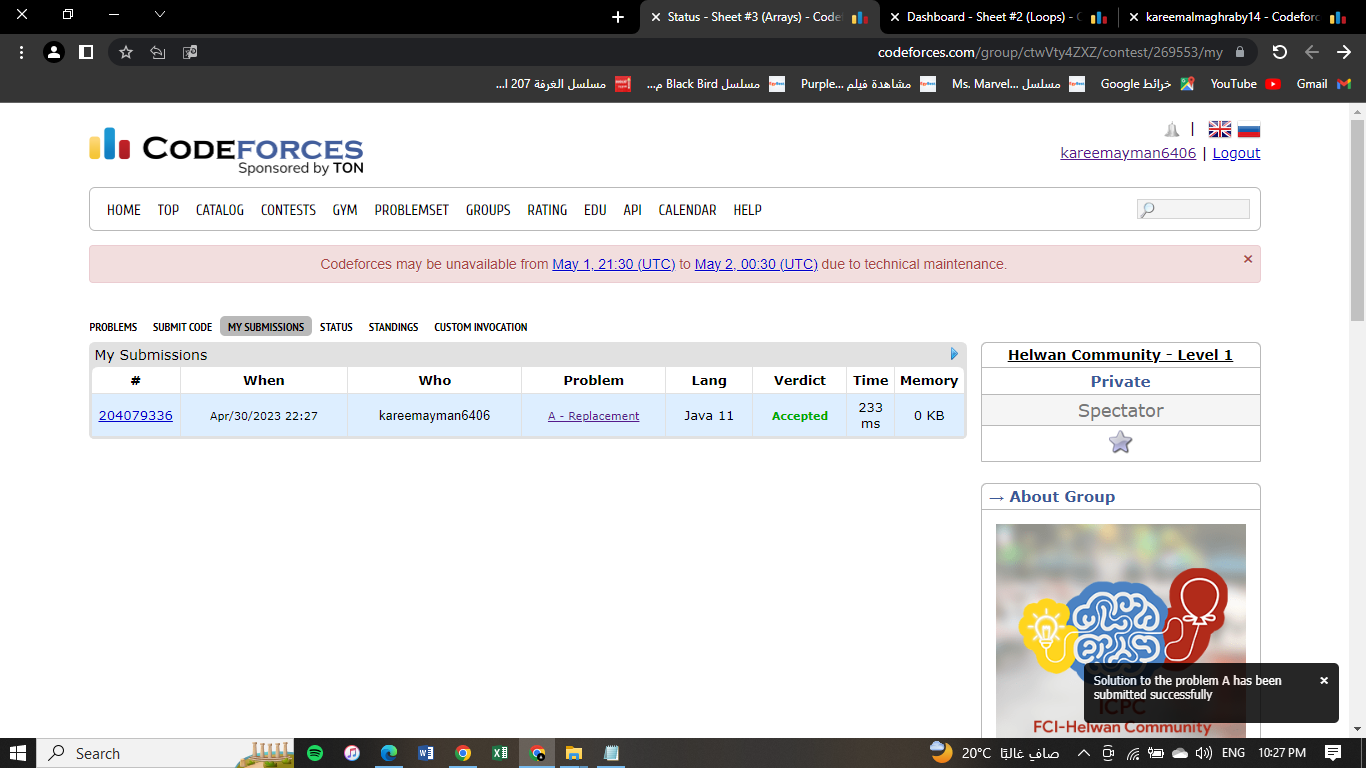 Status - Sheet #3 (Arrays) - Code
Dashboard - Sheet #2 (Loops) - C
kareemalmaghraby14 - Codeforc
codeforces.com/group/ctwVty4ZXZ/contest/269553/my
مسلسل الغرفة 207 ا...
مسلسل Black Bird م...
مشاهدة فيلم Purple...
مسلسل Ms. Marvel...
خرائط Google
YouTube
Gmail
CODEFORCES
Sponsored by TON
kareemayman6406 | Logout
HOME TOP CATALOG CONTESTS GYM PROBLEMSET GROUPS RATING EDU API CALENDAR HELP
Codeforces may be unavailable from May 1, 21:30 (UTC) to May 2, 00:30 (UTC) due to technical maintenance.
PROBLEMS SUBMIT CODE MY SUBMISSIONS STATUS STANDINGS CUSTOM INVOCATION
My Submissions
# When Who Problem Lang Verdict Time Memory
204079336 Apr/30/2023 22:27 kareemayman6406 A - Replacement Java 11 Accepted 233 ms 0 KB
Helwan Community - Level 1
Private
Spectator
→ About Group
ICPC
FCI-Helwan Community
Solution to the problem A has been
submitted successfully
Search
20°C صاف غالبًا
ENG
10:27 PM